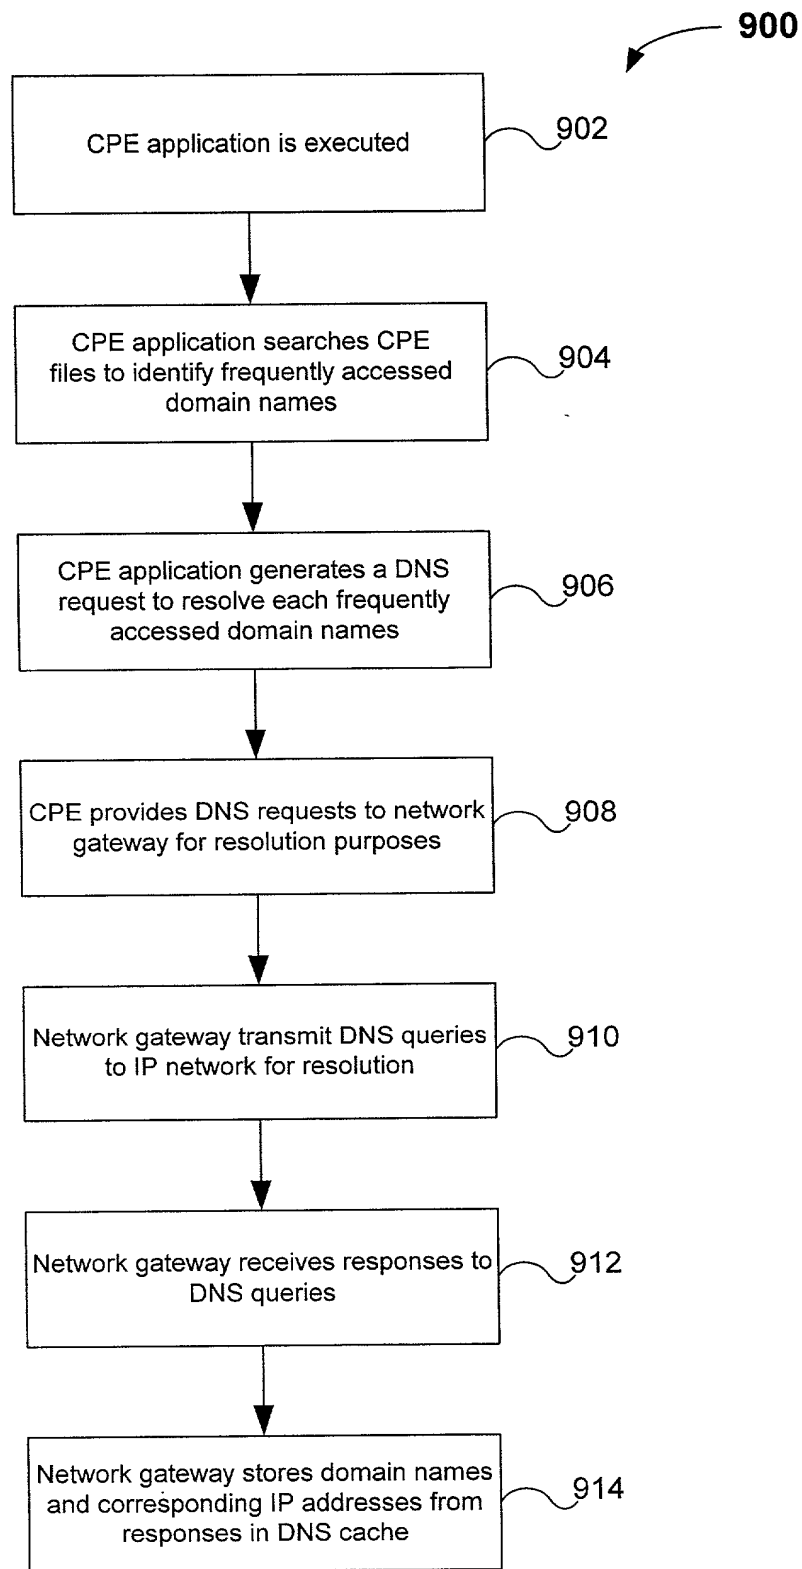 900
CPE application is executed
902
CPE application searches CPE
files to identify frequently accessed
domain names
904
CPE application generates a DNS
request to resolve each frequently
accessed domain names
906
CPE provides DNS requests to network
gateway for resolution purposes
908
Network gateway transmit DNS queries
to IP network for resolution
910
Network gateway receives responses to
DNS queries
912
Network gateway stores domain names
and corresponding IP addresses from
responses in DNS cache
914